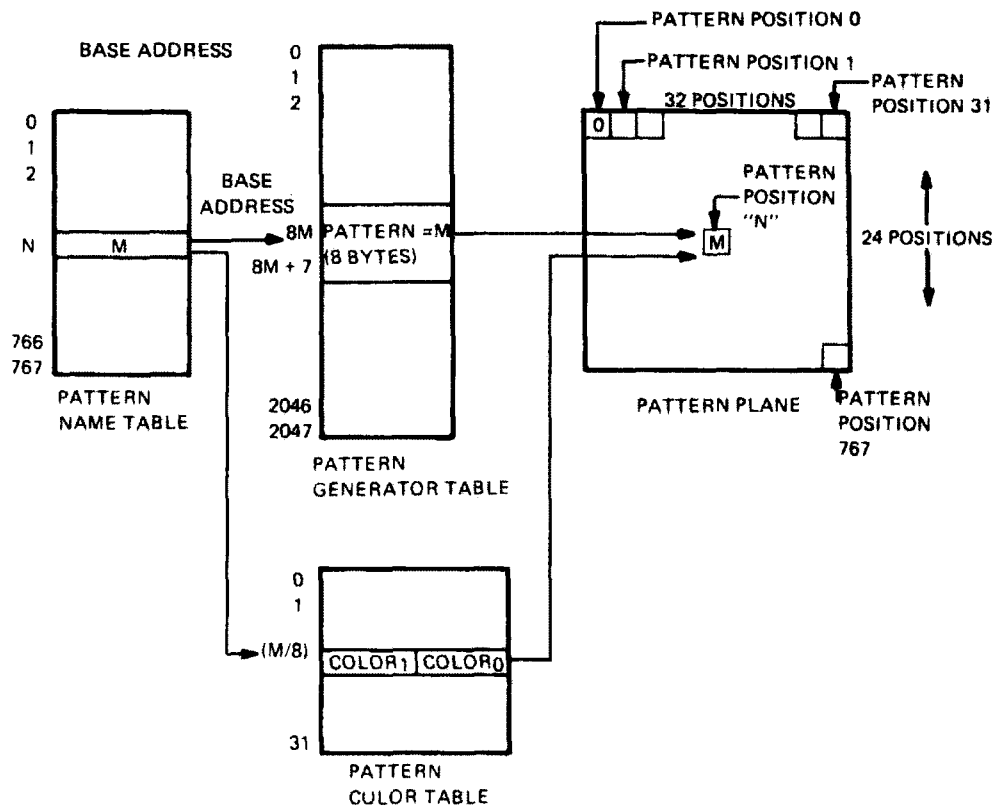 BASE ADDRESS
0
1
2
N
M
766
767
PATTERN
NAME TABLE
BASE
ADDRESS
0
1
2
8M
8M + 7
PATTERN =M
(8 BYTES)
2046
2047
PATTERN
GENERATOR TABLE
PATTERN POSITION 0
PATTERN POSITION 1
32 POSITIONS
PATTERN
POSITION 31
0
PATTERN
POSITION
"N"
M
24 POSITIONS
PATTERN PLANE
PATTERN
POSITION
767
0
1
(M/8)
COLOR1
COLOR0
31
PATTERN
CULOR TABLE